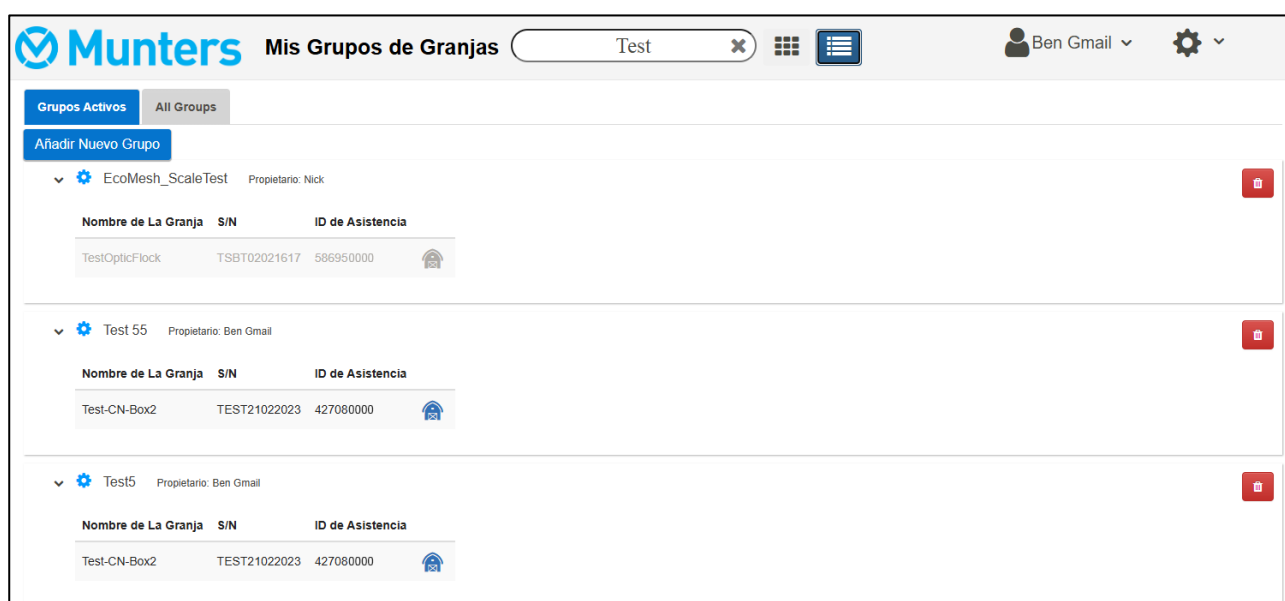 Munters Mis Grupos de Granjas Test Ben Gmail
Grupos Activos All Groups
Añadir Nuevo Grupo
EcoMesh_ScaleTest Propietario: Nick
Nombre de La Granja S/N ID de Asistencia
TestOpticFlock TSBT02021617 586950000
Test 55 Propietario: Ben Gmail
Nombre de La Granja S/N ID de Asistencia
Test-CN-Box2 TEST21022023 427080000
Test5 Propietario: Ben Gmail
Nombre de La Granja S/N ID de Asistencia
Test-CN-Box2 TEST21022023 427080000